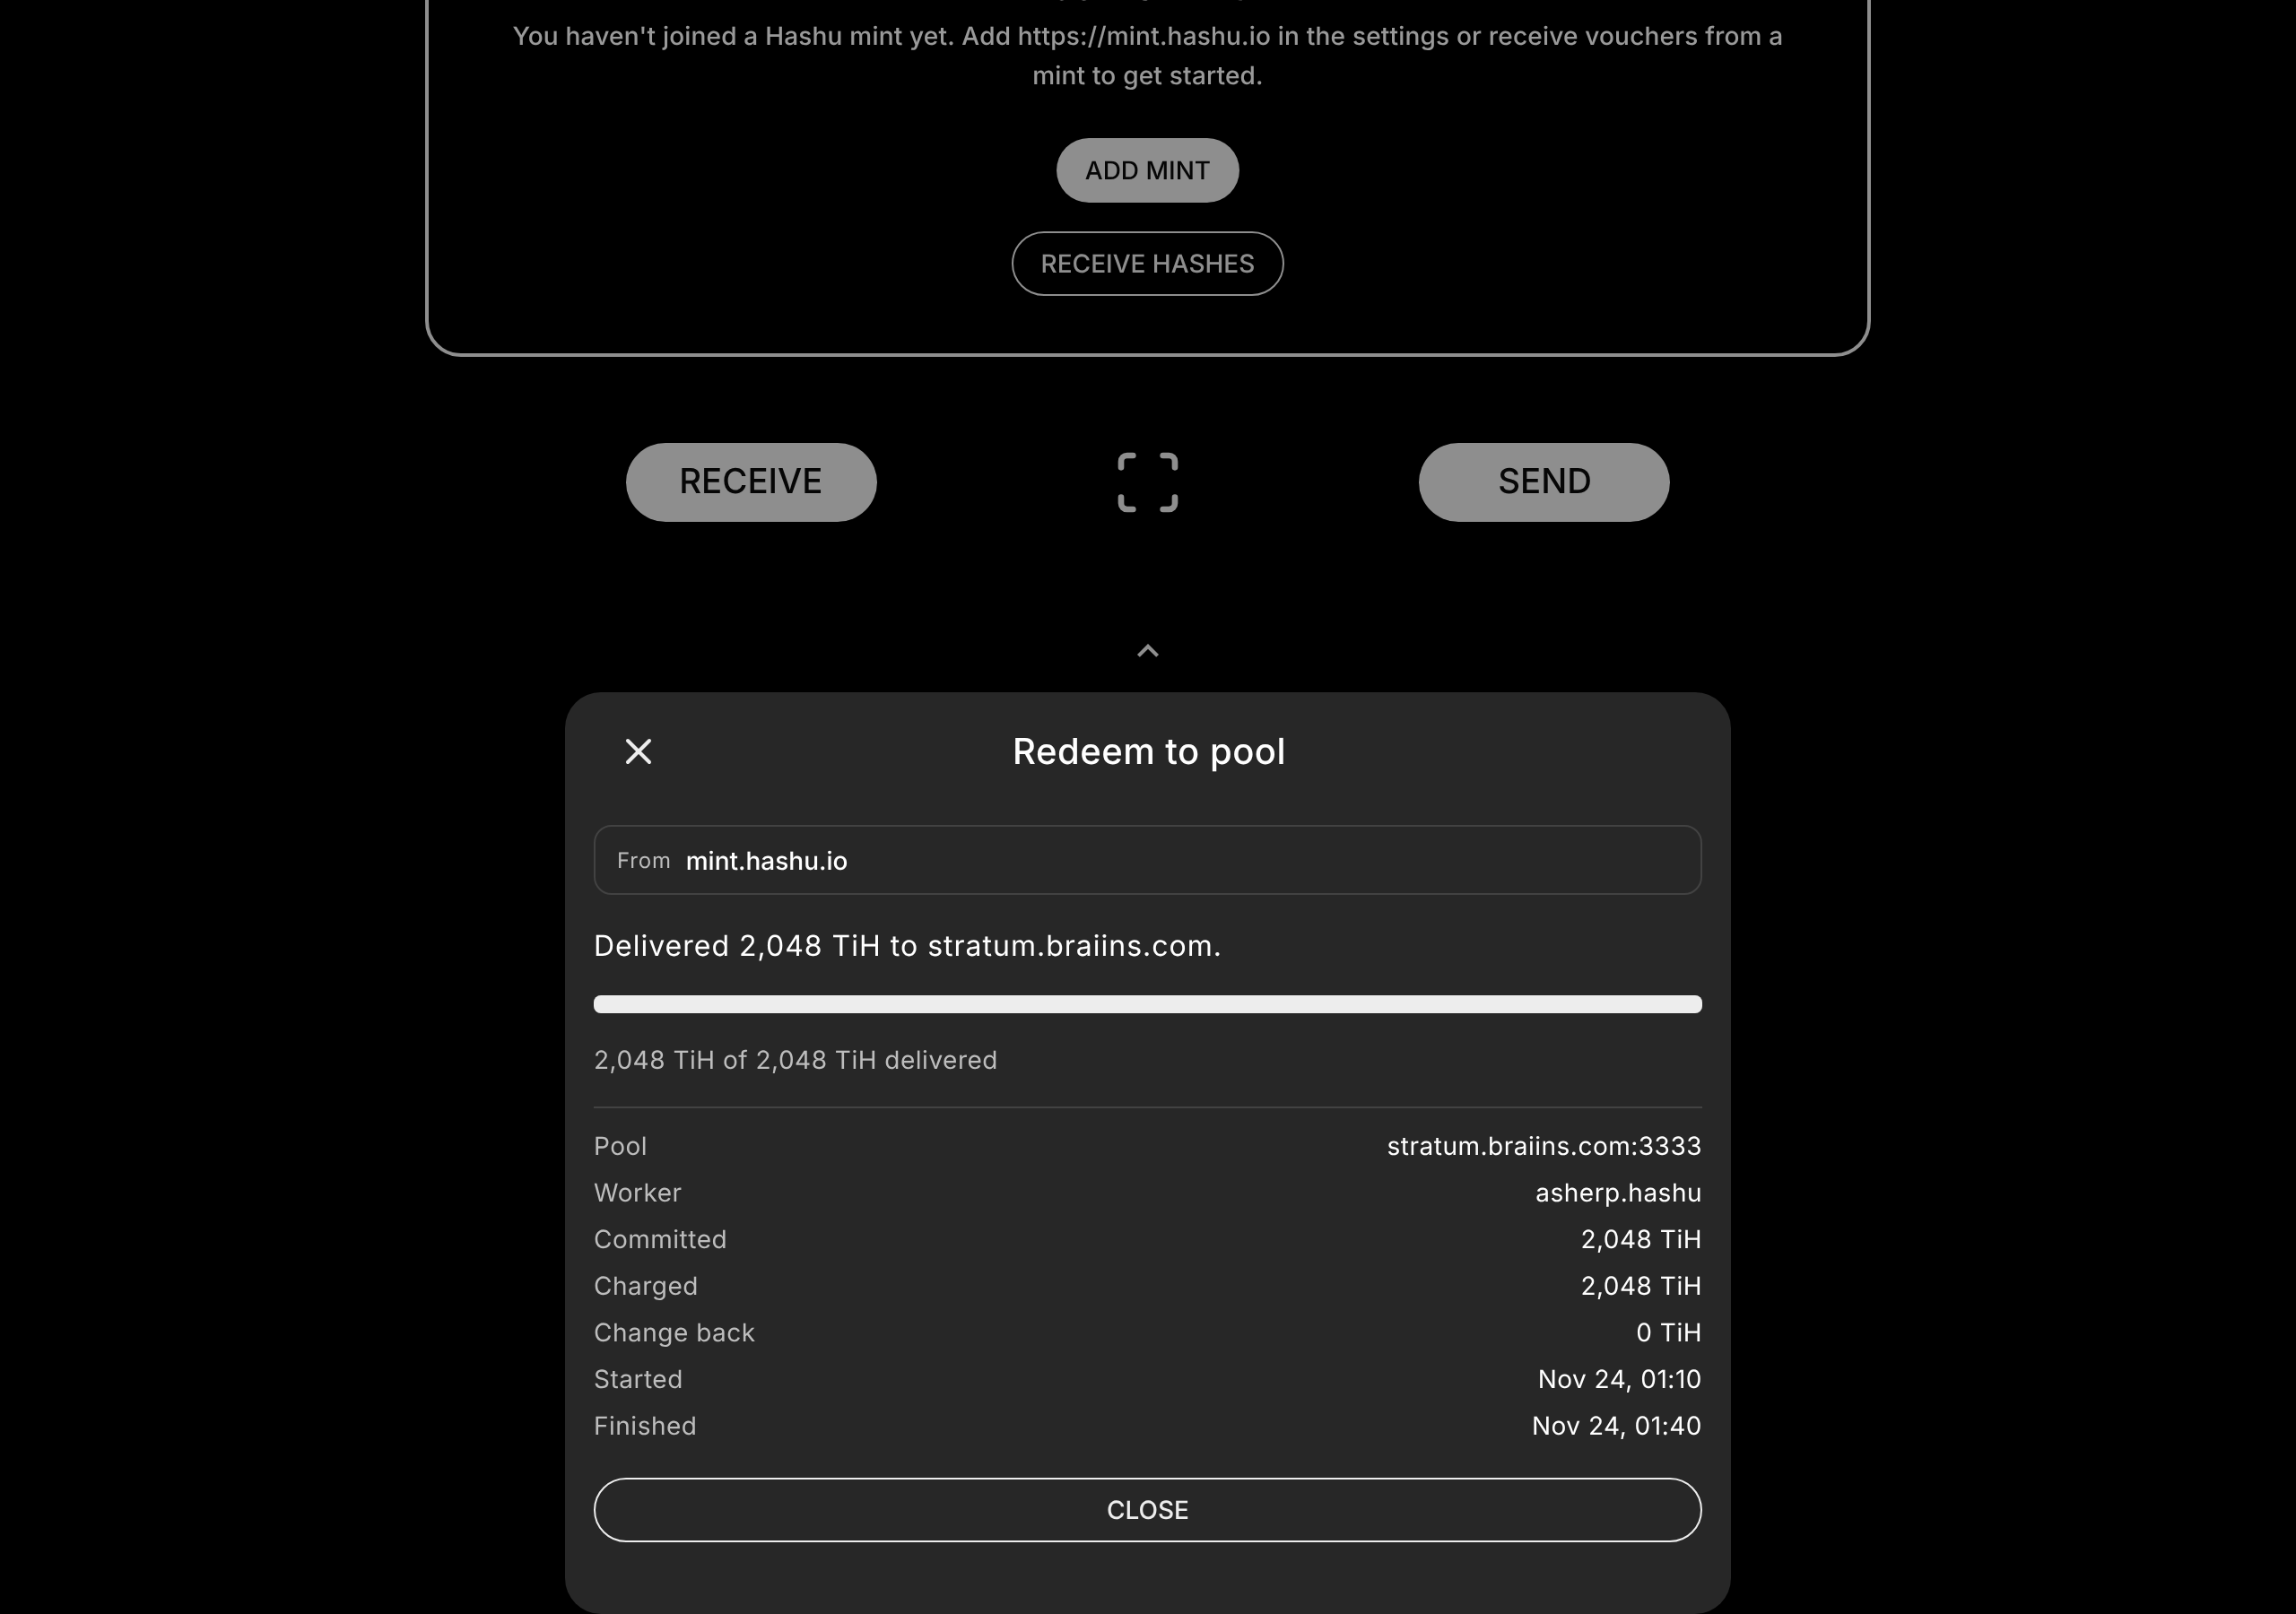 You haven't joined a Hashu mint yet. Add https://mint.hashu.io in the settings or receive vouchers from a
mint to get started.
ADD MINT
RECEIVE HASHES
RECEIVE
SEND
Redeem to pool
From mint.hashu.io
Delivered 2,048 TiH to stratum.braiins.com.
2,048 TiH of 2,048 TiH delivered
Pool stratum.braiins.com:3333
Worker asherp.hashu
Committed 2,048 TiH
Charged 2,048 TiH
Change back 0 TiH
Started Nov 24, 01:10
Finished Nov 24, 01:40
CLOSE